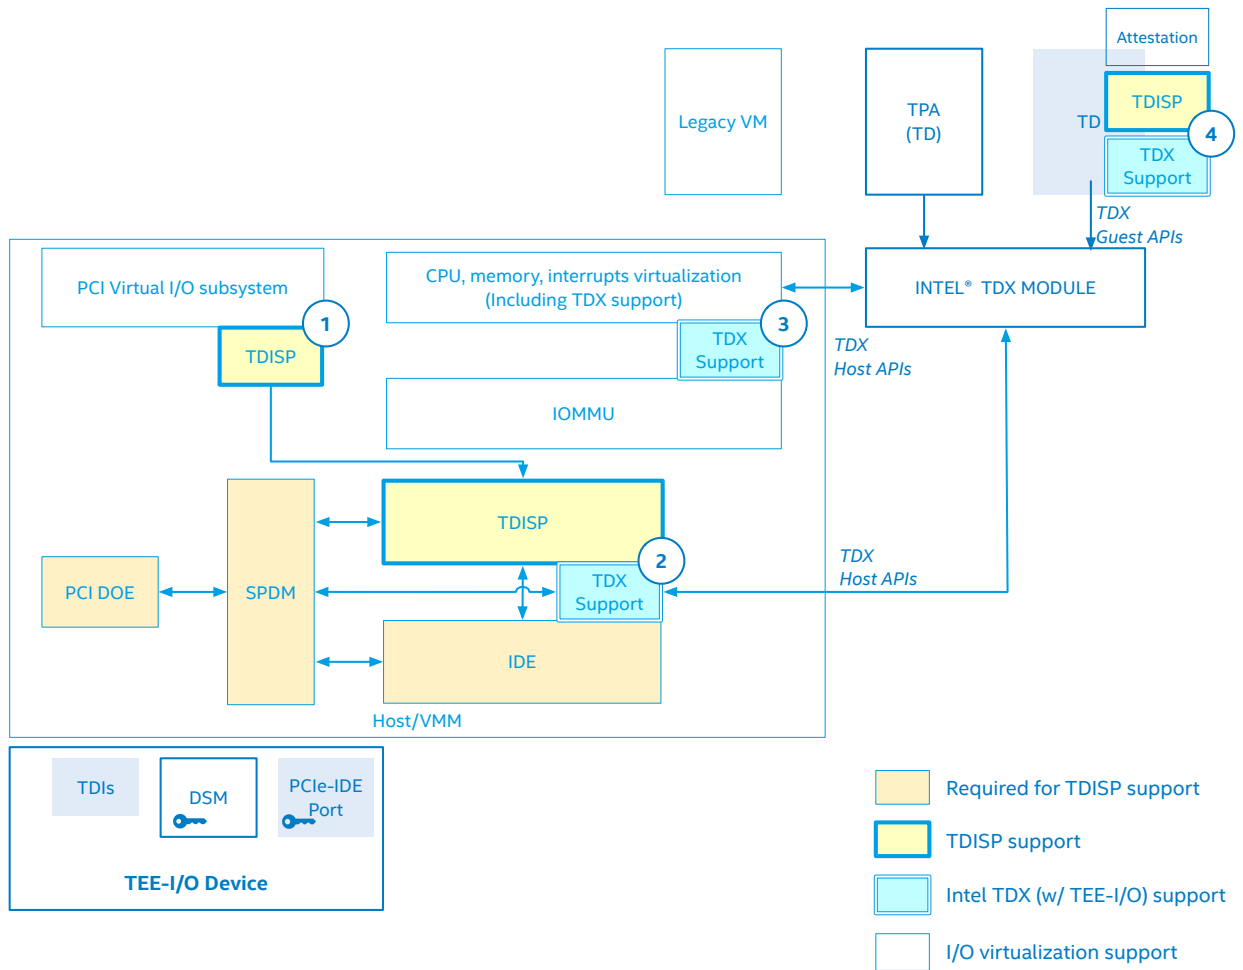 Attestation
TDISP
TD
4
TDX
Support
Legacy VM
TPA
(TD)
TDX
Guest APIs
PCI Virtual I/O subsystem
1
TDISP
CPU, memory, interrupts virtualization
(Including TDX support)
3
TDX
Support
INTEL® TDX MODULE
TDX
Host APIs
IOMMU
TDISP
2
TDX
Support
TDX
Host APIs
PCI DOE
SPDM
IDE
Host/VMM
TDIs
DSM
PCIe-IDE
Port
TEE-I/O Device
Required for TDISP support
TDISP support
Intel TDX (w/ TEE-I/O) support
I/O virtualization support